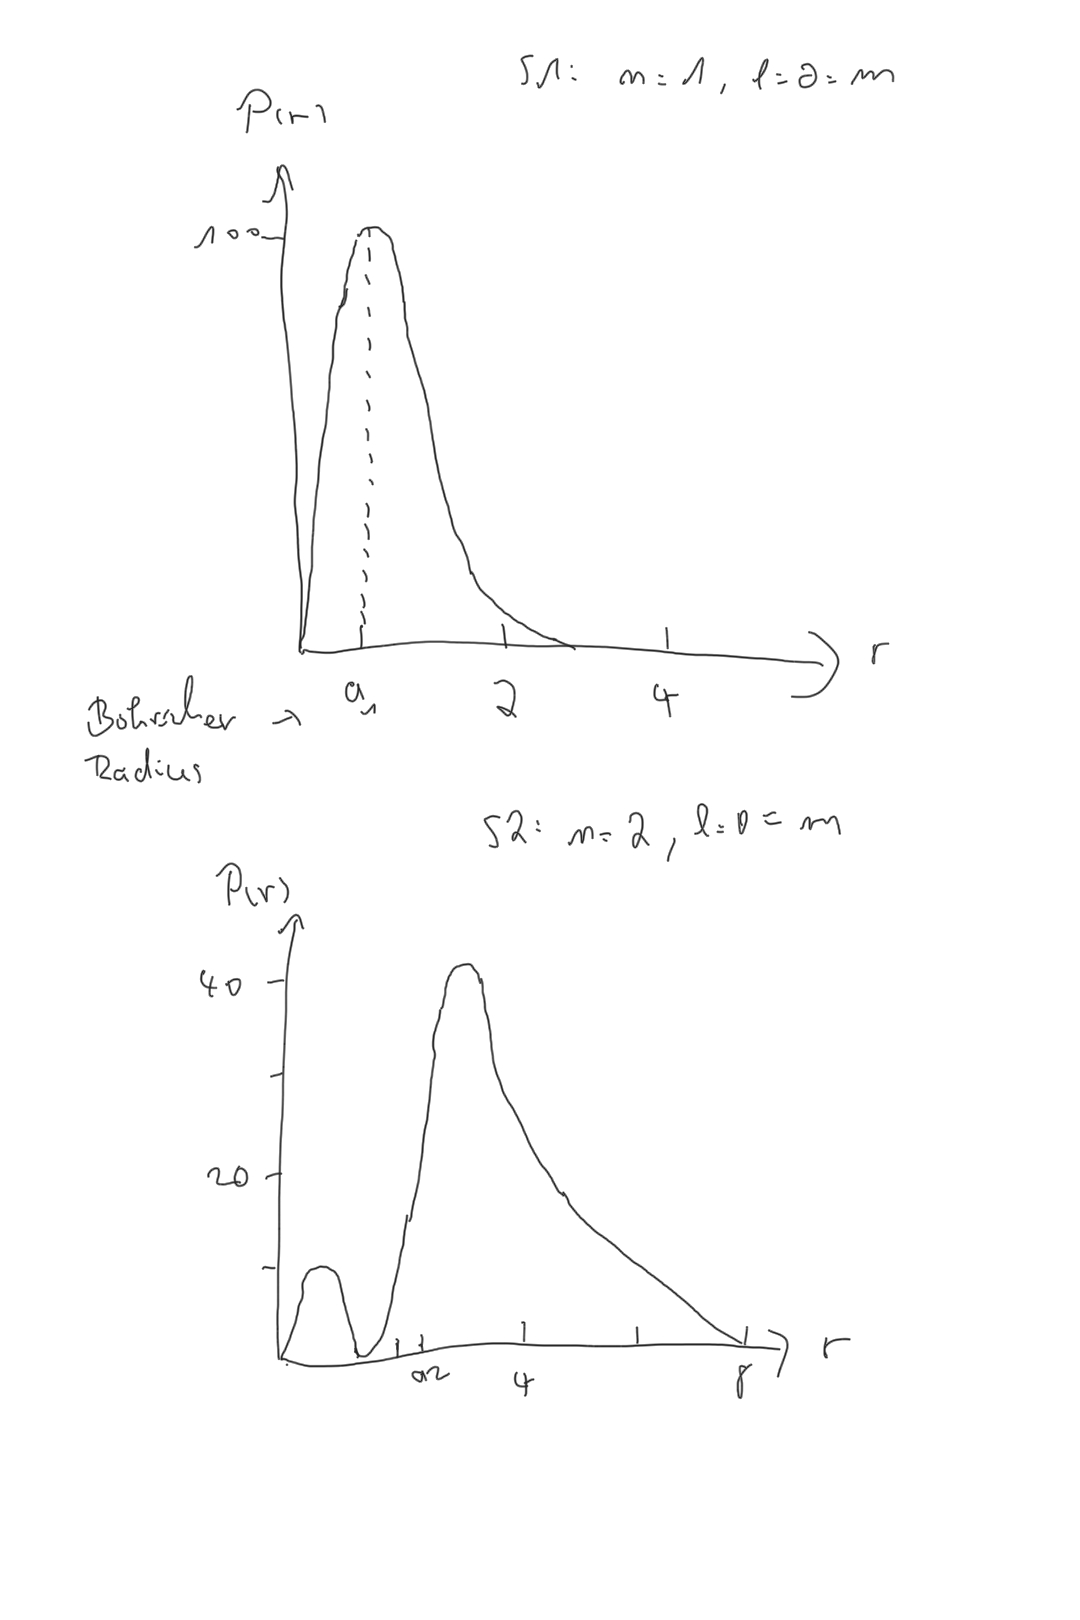 S1: n=1, l=0=m
P(r)
100
r
a1 2 4
Bohrscher →
Radius
S2: n=2, l=0=m
P(r)
40
20
r
a2 4 8